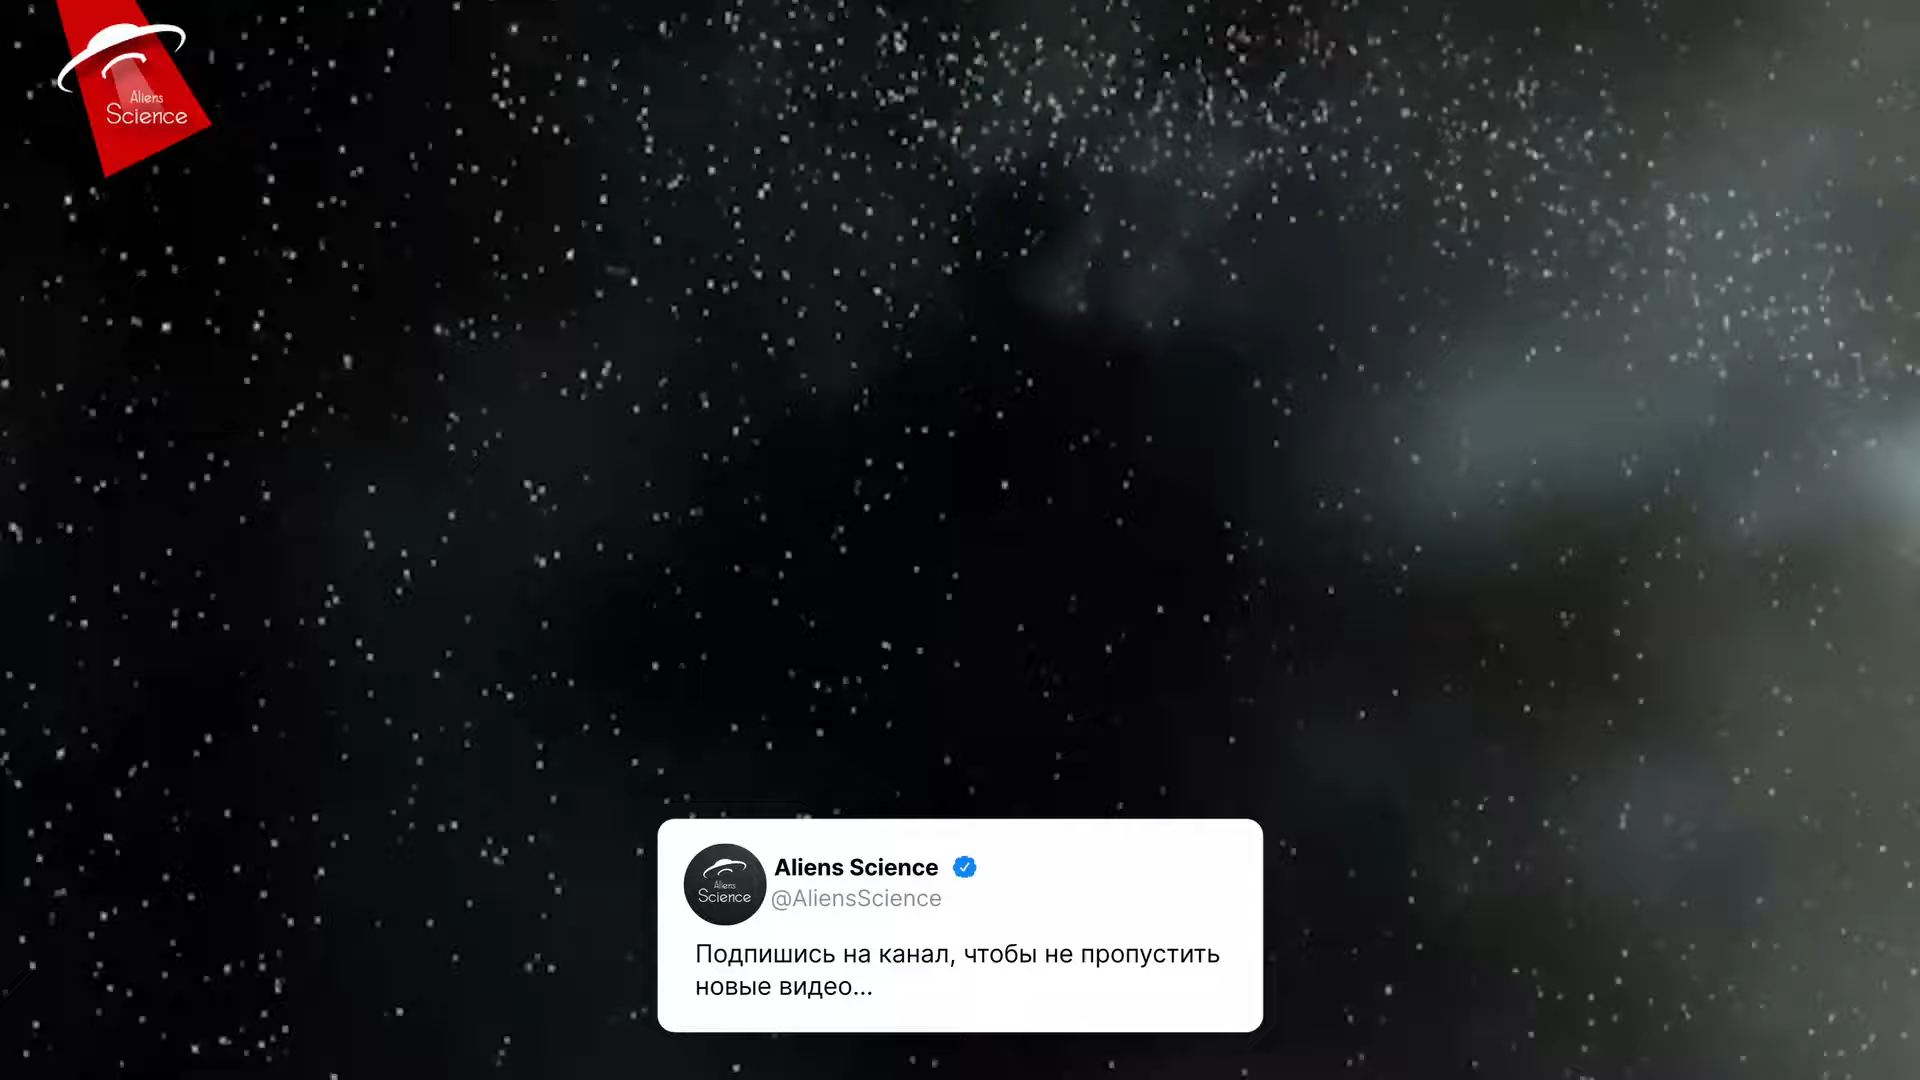 Aliens
Science
Aliens Science
@AliensScience
Aliens
Science
Подпишись на канал, чтобы не пропустить
новые видео...